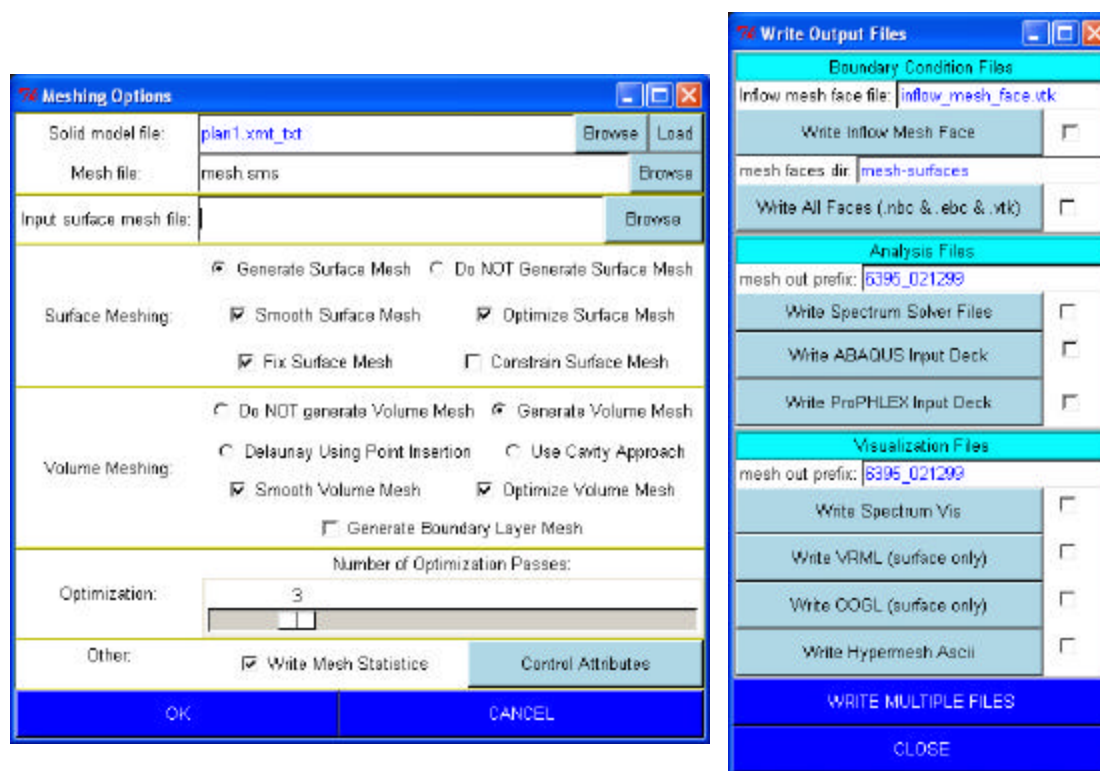 Meshing Options
Solid model file: plan1.xmt_txt Browse Load
Mesh file: mesh.sms Browse
Input surface mesh file: Browse
Generate Surface Mesh Do NOT Generate Surface Mesh
Surface Meshing: Smooth Surface Mesh Optimize Surface Mesh
Fix Surface Mesh Constrain Surface Mesh
Do NOT generate Volume Mesh Generate Volume Mesh
Delaunay Using Point Insertion Use Cavity Approach
Volume Meshing:
Smooth Volume Mesh Optimize Volume Mesh
Generate Boundary Layer Mesh
Number of Optimization Passes:
Optimization: 3
Other: Write Mesh Statistics Control Attributes
OK CANCEL
Write Output Files
Boundary Condition Files
Inflow mesh face file: inflow_mesh_face.vtk
Write Inflow Mesh Face
mesh faces dir: mesh-surfaces
Write All Faces (.nbc & .ebc & .vtk)
Analysis Files
mesh out prefix: 6395_021299
Write Spectrum Solver Files
Write ABAQUS Input Deck
Write ProPHLEX Input Deck
Visualization Files
mesh out prefix: 6395_021299
Write Spectrum Vis
Write VRML (surface only)
Write OOGL (surface only)
Write Hypermesh Ascii
WRITE MULTIPLE FILES
CLOSE